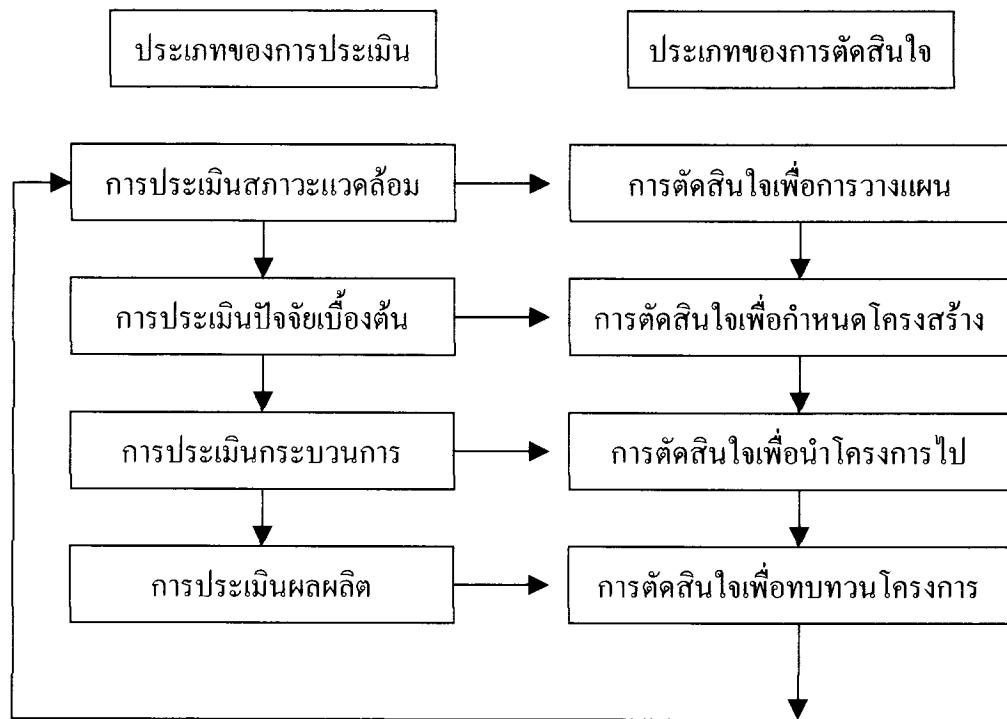 ประเภทของการประเมิน
ประเภทของการตัดสินใจ
การประเมินสภาวะแวดล้อม
การตัดสินใจเพื่อการวางแผน
การประเมินปัจจัยเบื้องต้น
การตัดสินใจเพื่อกำหนดโครงสร้าง
การประเมินกระบวนการ
การตัดสินใจเพื่อนำโครงการไป
การประเมินผลผลิต
การตัดสินใจเพื่อทบทวนโครงการ